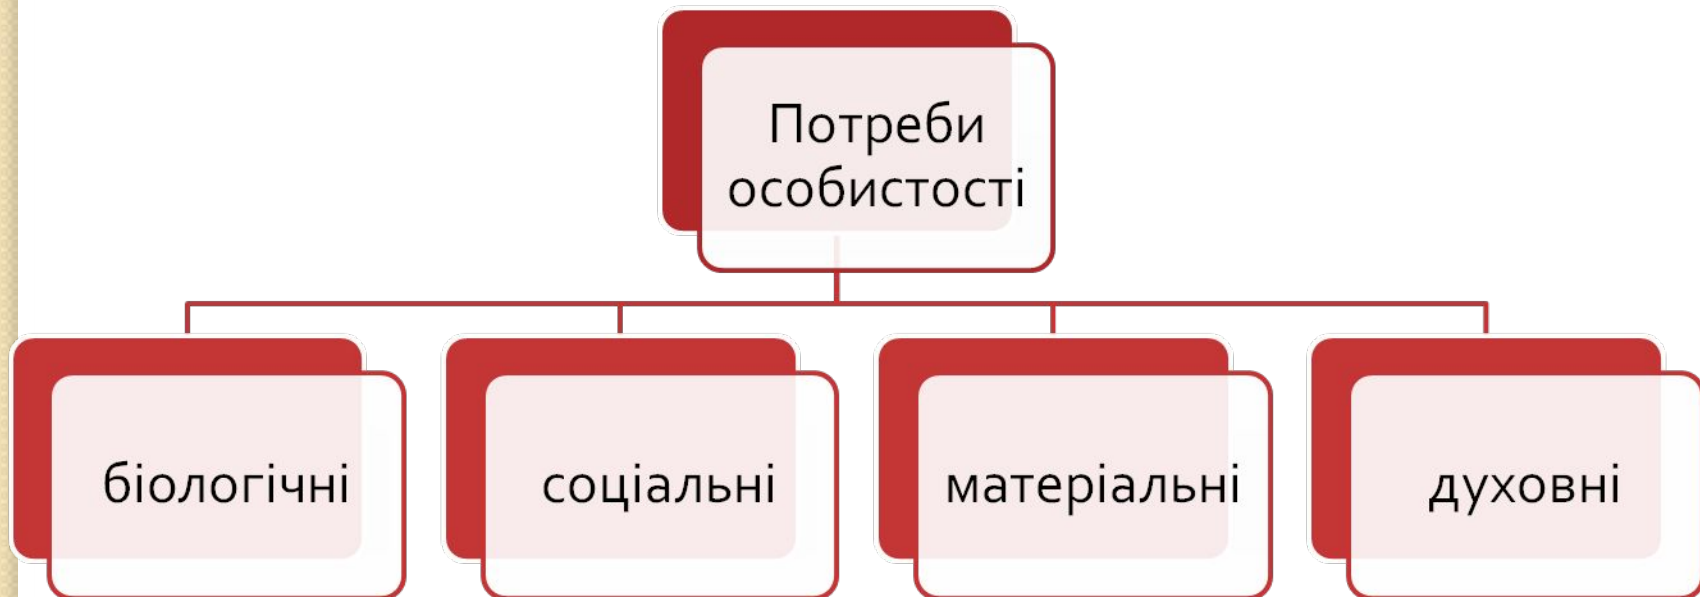 Потреби
особистості
біологічні
соціальні
матеріальні
духовні